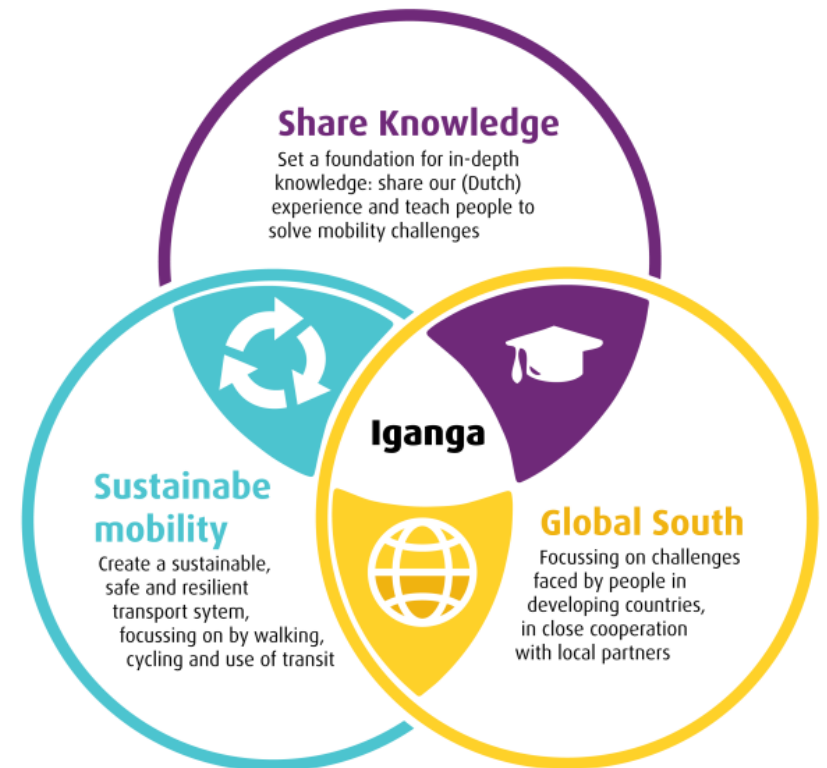 Share Knowledge
Set a foundation for in-depth
knowledge: share our (Dutch)
experience and teach people to
solve mobility challenges
Iganga
Sustainabe
mobility
Create a sustainable,
safe and resilient
transport sytem,
focussing on by walking,
cycling and use of transit
Global South
Focussing on challenges
faced by people in
developing countries,
in close cooperation
with local partners